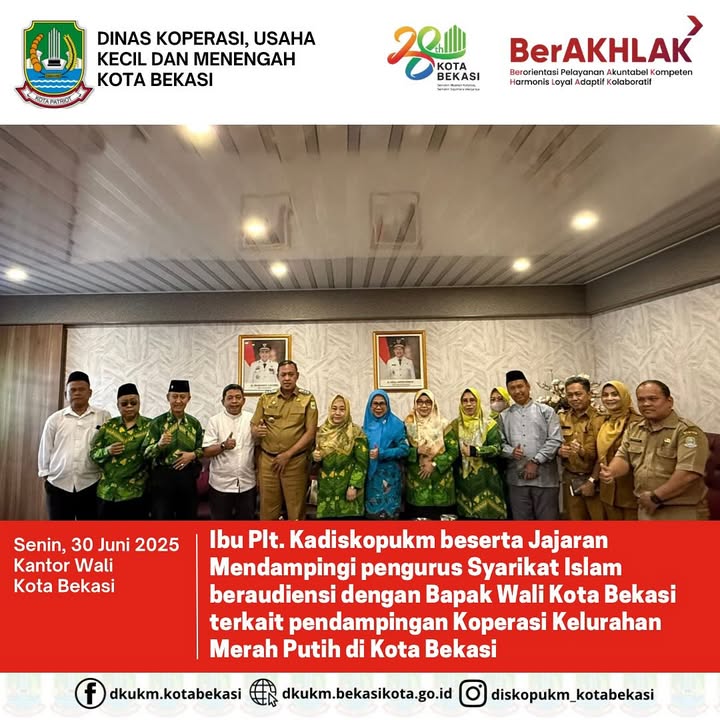 DINAS KOPERASI, USAHA
KECIL DAN MENENGAH
KOTA BEKASI
KOTA PATRIOT
28th
KOTA
BEKASI
BerAKHLAK
Berorientasi Pelayanan Akuntabel Kompeten
Harmonis Loyal Adaptif Kolaboratif
Senin, 30 Juni 2025
Kantor Wali
Kota Bekasi
Ibu Plt. Kadiskopukm beserta Jajaran
Mendampingi pengurus Syarikat Islam
beraudiensi dengan Bapak Wali Kota Bekasi
terkait pendampingan Koperasi Kelurahan
Merah Putih di Kota Bekasi
dkukm.kotabekasi
dkukm.bekasikota.go.id
diskopukm_kotabekasi